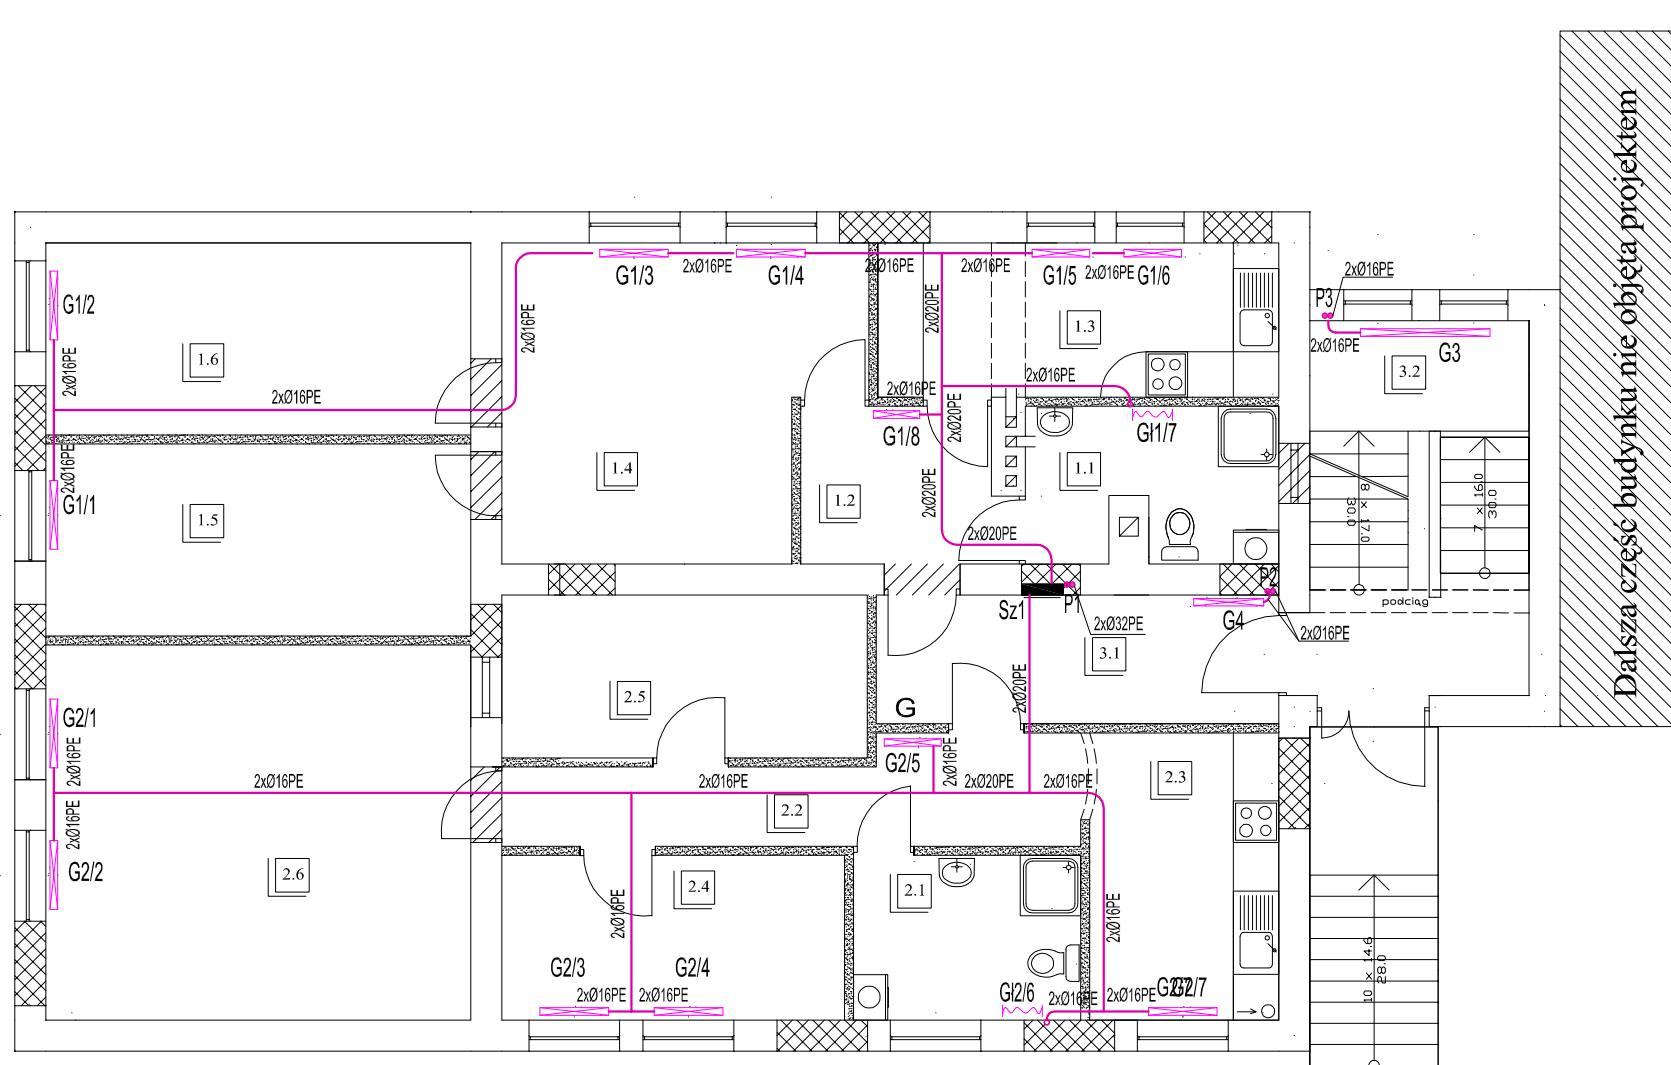 Dalsza część budynku nie objęta projektem
2xØ16PE
P3
G1/3
2xØ16PE
G1/4
2xØ16PE
2xØ16PE
G1/5
2xØ16PE
G1/6
G1/2
2xØ20PE
2xØ16PE
1.3
2xØ16PE
G3
1.6
2xØ16PE
3.2
2xØ16PE
2xØ16PE
2xØ16PE
G1/8
2xØ20PE
GŁ1/7
2xØ16PE
1.4
1.1
G1/1
1.5
1.2
2xØ20PE
8 x 17.0
30.0
7 x 16.0
30.0
2xØ20PE
P2
Sz1
P1
podciąg
G4
2xØ32PE
2xØ16PE
3.1
2xØ20PE
2.5
G
G2/1
G2/5
2xØ16PE
2xØ16PE
2xØ16PE
2xØ16PE
2xØ20PE
2xØ16PE
2.3
2xØ16PE
2.2
G2/2
2.6
2.4
2.1
2xØ16PE
2xØ16PE
G2/3
G2/4
2xØ16PE
2xØ16PE
GŁ2/6
2xØ16PE
2xØ16PE
G2/7
10 x 14.6
28.0